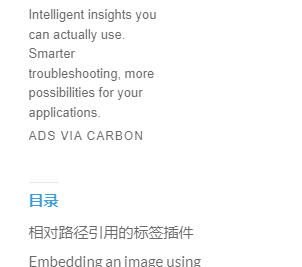 Intelligent insights you
can actually use.
Smarter
troubleshooting, more
possibilities for your
applications.
ADS VIA CARBON
目录
相对路径引用的标签插件
Embedding an image using